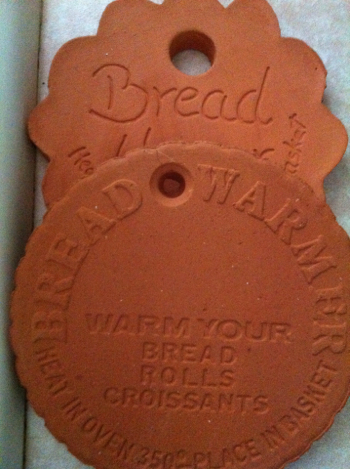 Bread
BREAD WARMER
WARM YOUR
BREAD
ROLLS
CROISSANTS
HEAT IN OVEN 350° PLACE IN BASKET